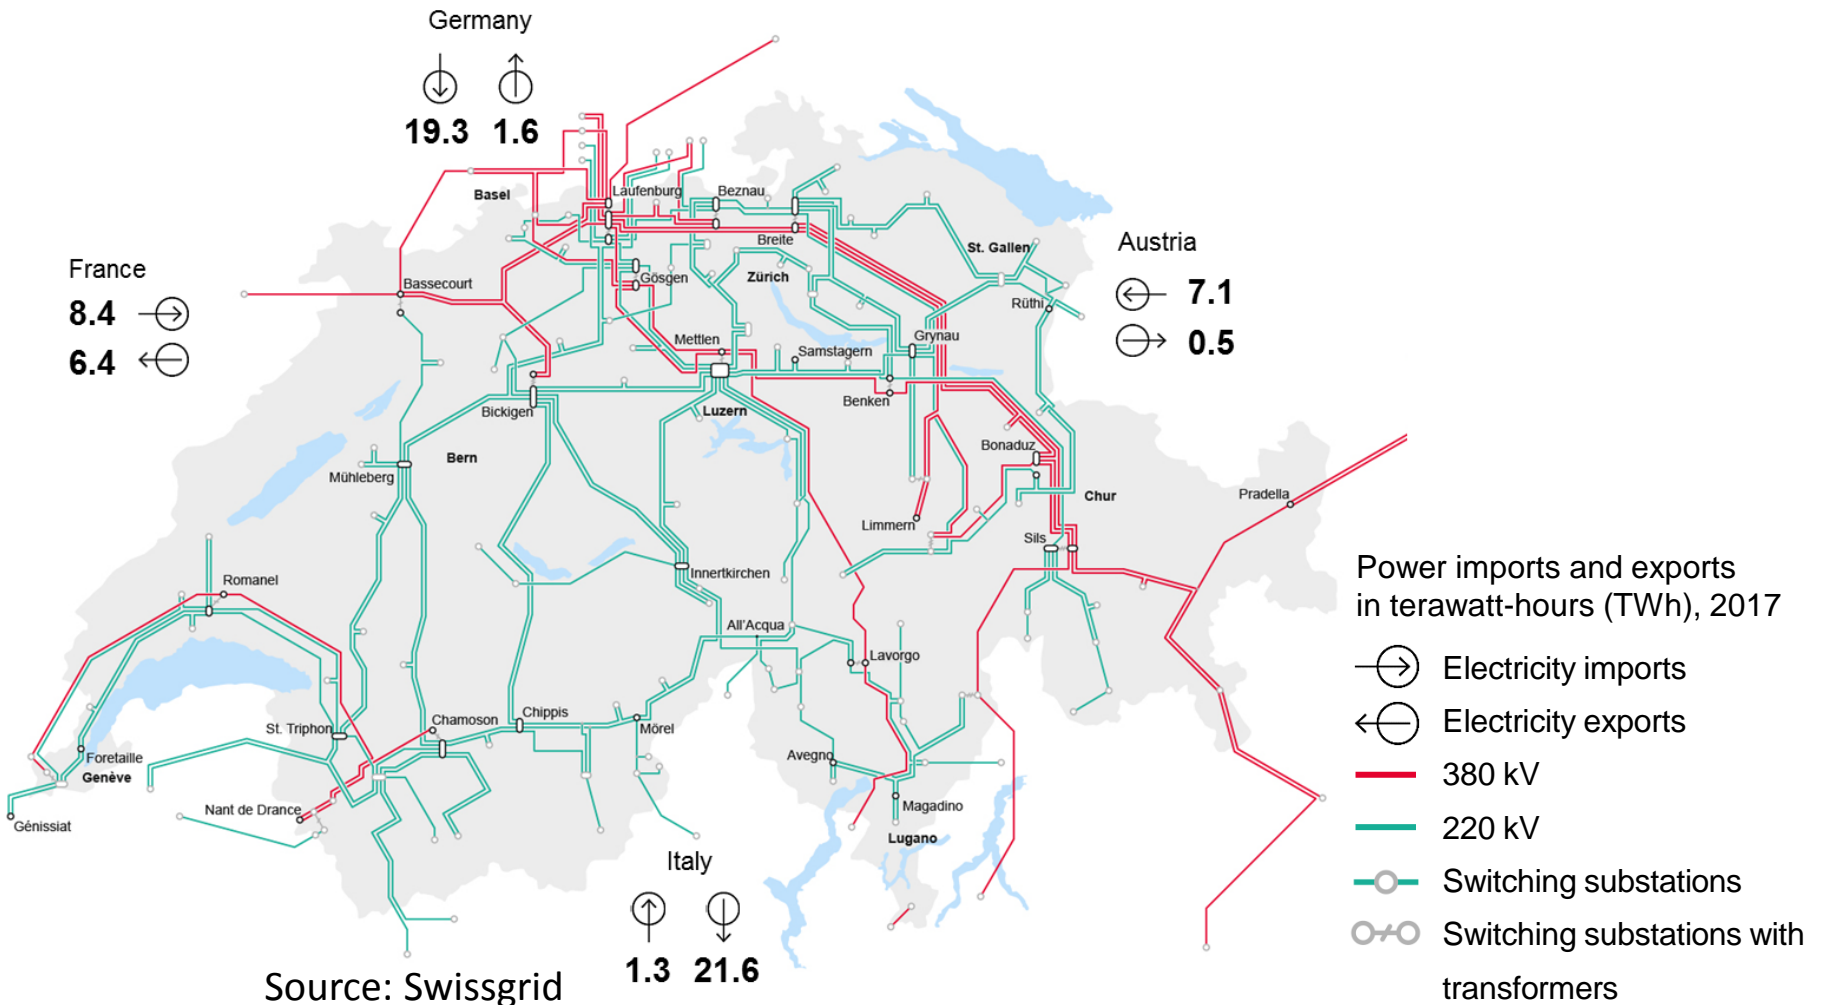 Germany
19.3 1.6
Basel
Laufenburg
Beznau
Breite
St. Gallen
Austria
7.1
0.5
France
8.4
6.4
Bassecourt
Gösgen
Zürich
Rüthi
Mettlen
Samstagern
Grynau
Benken
Bickigen
Luzern
Bern
Mühleberg
Bonaduz
Chur
Pradella
Limmern
Sils
Romanel
Innertkirchen
All'Acqua
Lavorgo
St. Triphon
Chamoson
Chippis
Mörel
Foretaille
Genève
Avegno
Nant de Drance
Magadino
Génissiat
Lugano
Italy
1.3 21.6
Source: Swissgrid
Power imports and exports
in terawatt-hours (TWh), 2017
Electricity imports
Electricity exports
380 kV
220 kV
Switching substations
Switching substations with
transformers